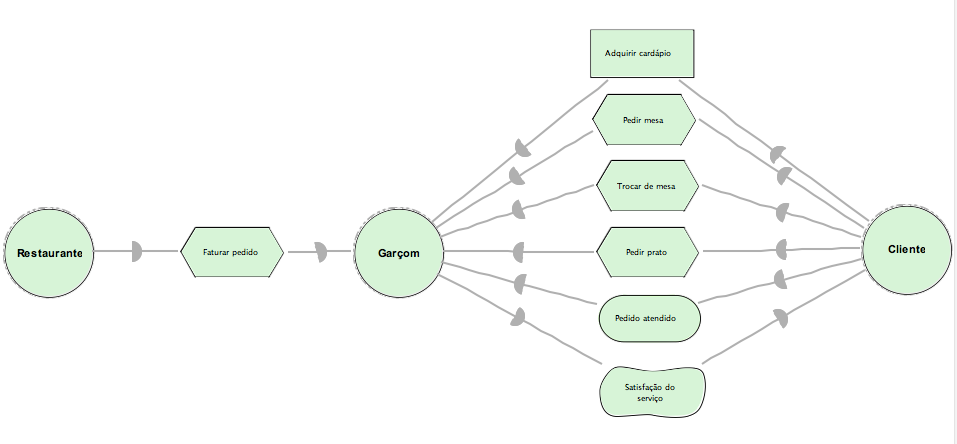 Adquirir cardápio
Pedir mesa
Trocar de mesa
Restaurante
Faturar pedido
Garçom
Pedir prato
Cliente
Pedido atendido
Satisfação do
serviço